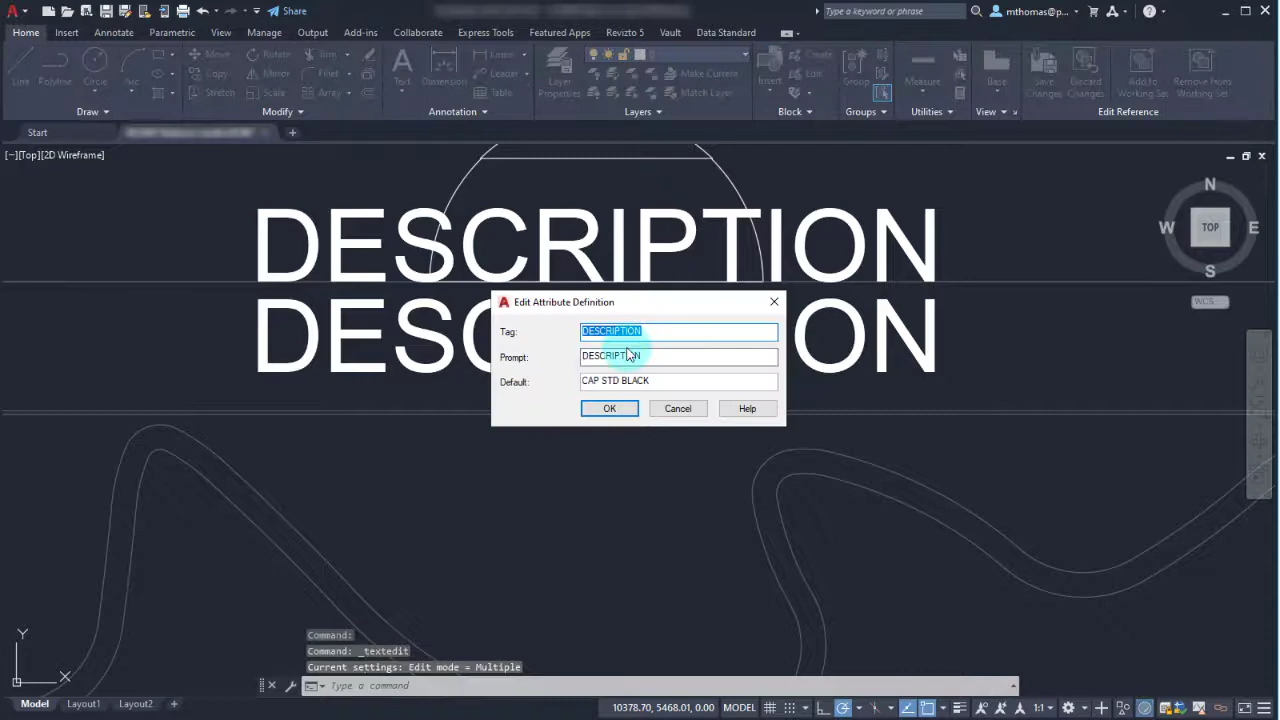 Share
Type a keyword or phrase
mthomas@p...
Home Insert Annotate Parametric View Manage Output Add-ins Collaborate Express Tools Featured Apps Revizto 5 Vault Data Standard
Line Polyline Circle Arc
Move Rotate Trim
Copy Mirror Fillet
Stretch Scale Array
Text Dimension
Linear
Leader
Table
Layer
Properties
0
Make Current
Match Layer
Insert
Create
Edit
Group
Measure
Base
Save
Changes
Discard
Changes
Add to
Working Set
Remove from
Working Set
Draw Modify Annotation Layers Block Groups Utilities View Edit Reference
Start
[−][Top][2D Wireframe]
N
W TOP E
S
WCS
DESCRIPTION
DESCRIPTION
Edit Attribute Definition
Tag: DESCRIPTION
Prompt: DESCRIPTION
Default: CAP STD BLACK
OK Cancel Help
Y
X
Command:
Command: _textedit
Current settings: Edit mode = Multiple
Type a command
Model Layout1 Layout2 +
10378.70, 5468.01, 0.00 MODEL
1:1